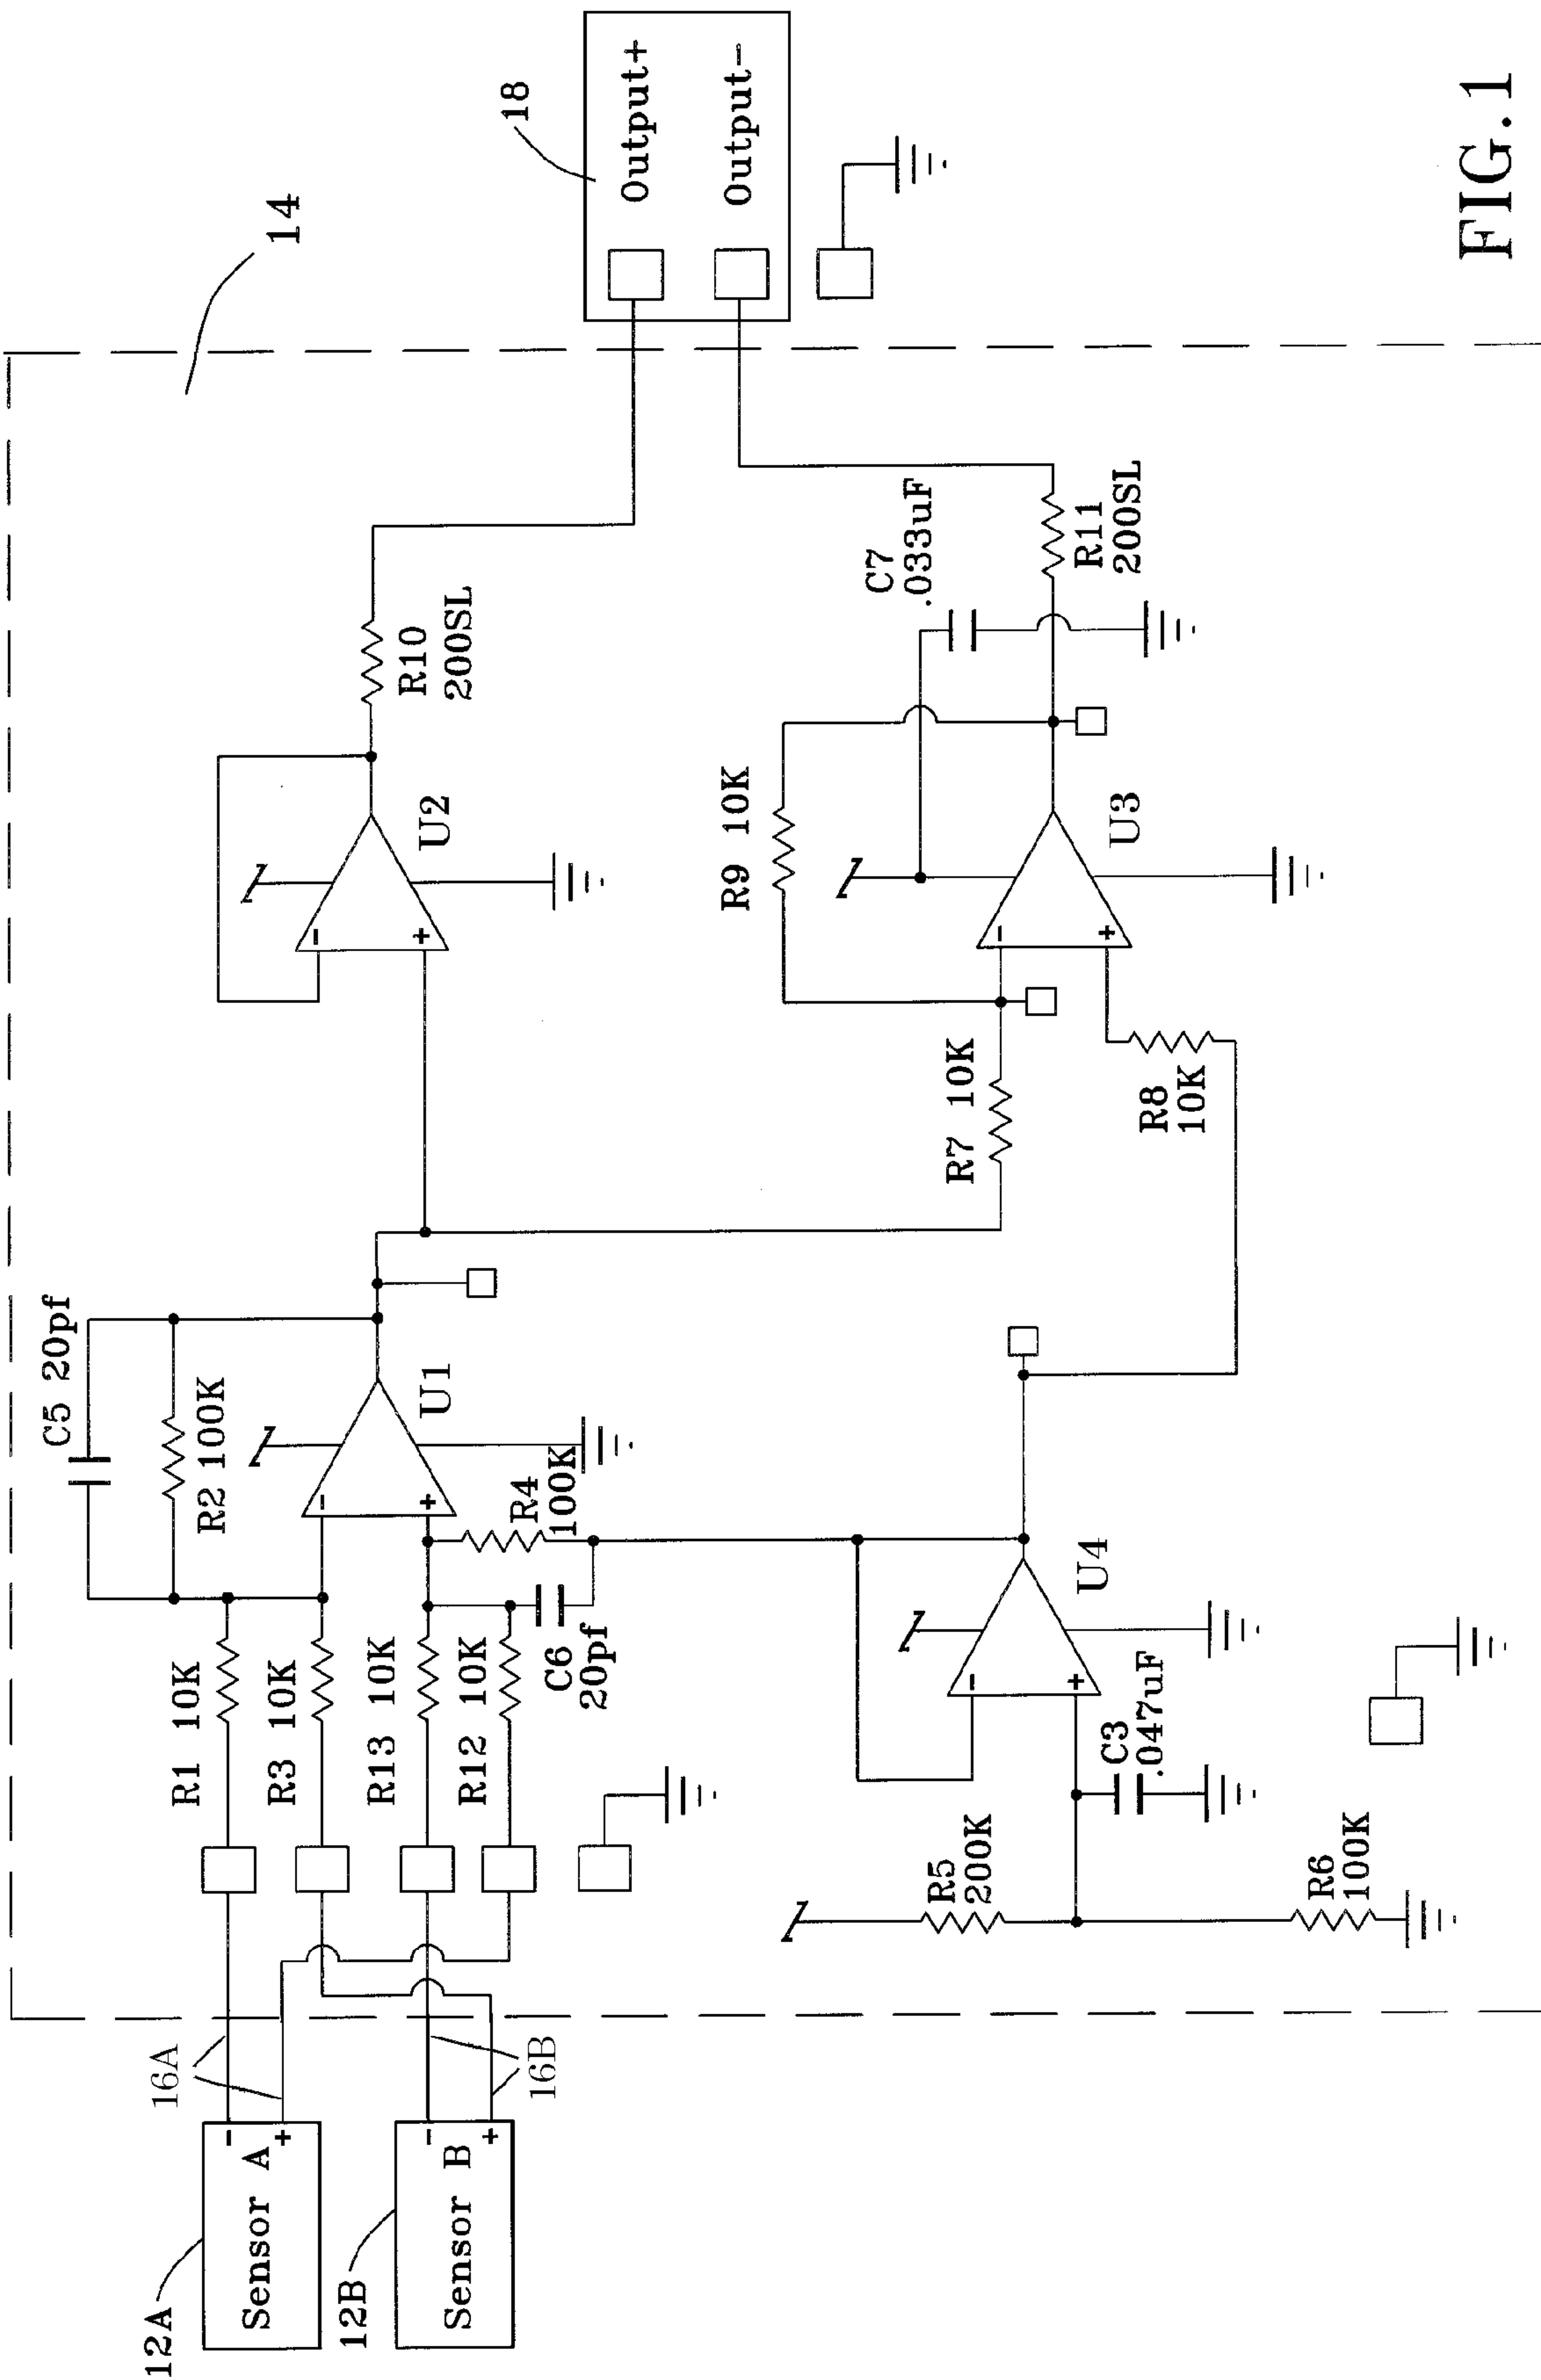 14
18
Output+
Output-
C5 20pf
R2 100K
R1 10K
R3 10K
R13 10K
R12 10K
-
+
U1
R4
100K
C6
20pf
-
+
U2
R10
200SL
R9 10K
R7 10K
-
+
U3
R8
10K
C7
.033uF
R11
200SL
-
+
U4
C3
.047uF
R5
200K
R6
100K
16A
16B
12A
Sensor A
-
+
12B
Sensor B
-
+
FIG.1